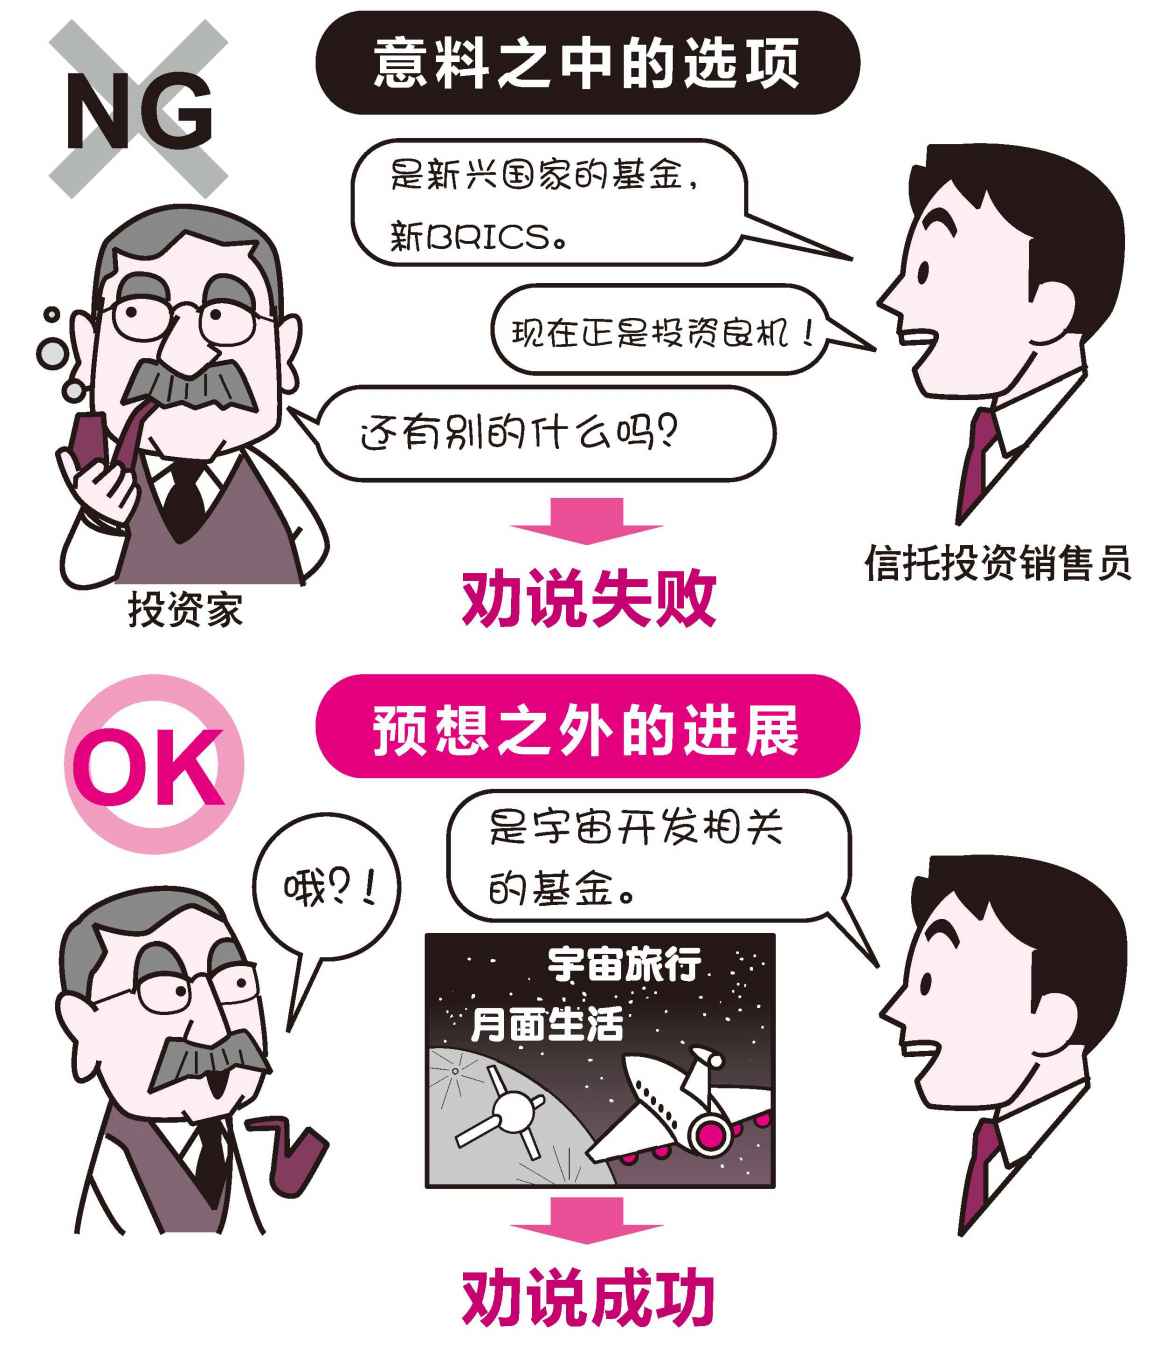 NG
意料之中的选项
是新兴国家的基金，
新BRICS。
现在正是投资良机！
还有别的什么吗？
信托投资销售员
投资家
劝说失败
OK
预想之外的进展
是宇宙开发相关
的基金。
哦？！
宇宙旅行
月面生活
劝说成功